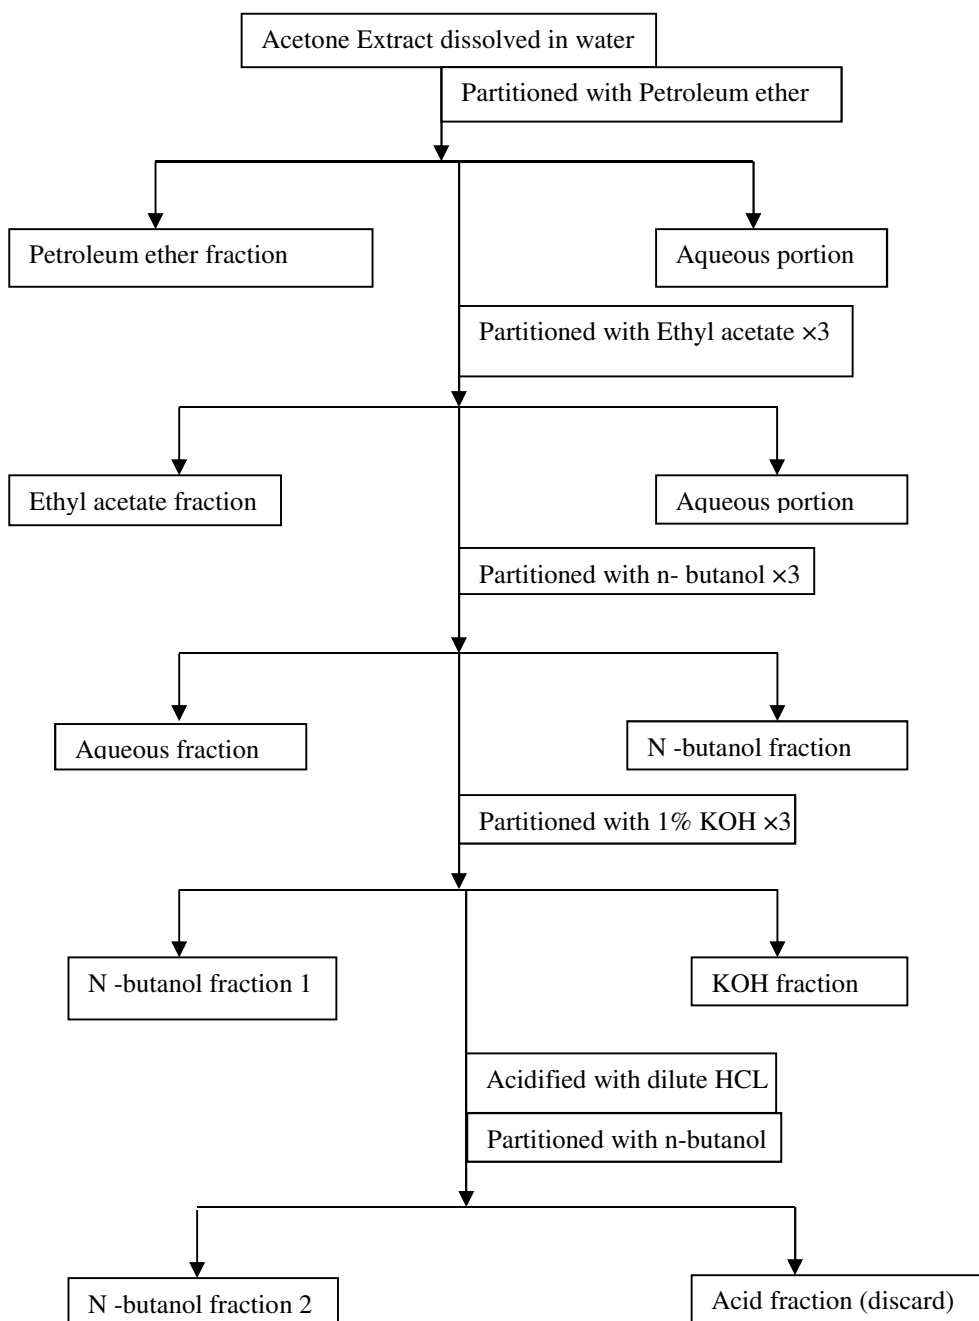 Acetone Extract dissolved in water
Partitioned with Petroleum ether
Petroleum ether fraction
Aqueous portion
Partitioned with Ethyl acetate ×3
Ethyl acetate fraction
Aqueous portion
Partitioned with n- butanol ×3
Aqueous fraction
N -butanol fraction
Partitioned with 1% KOH ×3
N -butanol fraction 1
KOH fraction
Acidified with dilute HCL
Partitioned with n-butanol
N -butanol fraction 2
Acid fraction (discard)